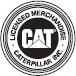 LICENSED MERCHANDISE
CAT
CATERPILLAR INC.